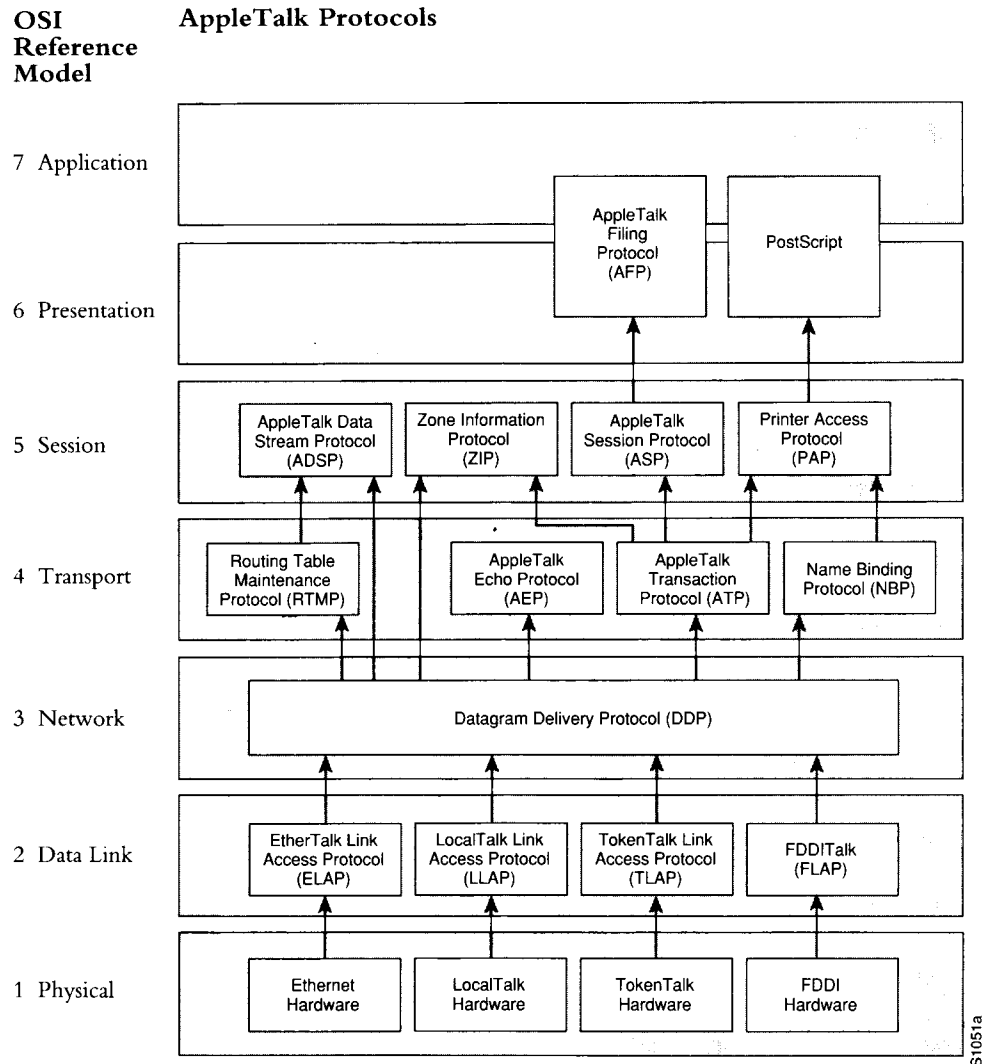 OSI
Reference
Model
AppleTalk Protocols
7 Application
AppleTalk
Filing
Protocol
(AFP)
PostScript
6 Presentation
5 Session
AppleTalk Data
Stream Protocol
(ADSP)
Zone Information
Protocol
(ZIP)
AppleTalk
Session Protocol
(ASP)
Printer Access
Protocol
(PAP)
4 Transport
Routing Table
Maintenance
Protocol (RTMP)
AppleTalk
Echo Protocol
(AEP)
AppleTalk
Transaction
Protocol (ATP)
Name Binding
Protocol (NBP)
3 Network
Datagram Delivery Protocol (DDP)
2 Data Link
EtherTalk Link
Access Protocol
(ELAP)
LocalTalk Link
Access Protocol
(LLAP)
TokenTalk Link
Access Protocol
(TLAP)
FDDITalk
(FLAP)
1 Physical
Ethernet
Hardware
LocalTalk
Hardware
TokenTalk
Hardware
FDDI
Hardware
S1051a